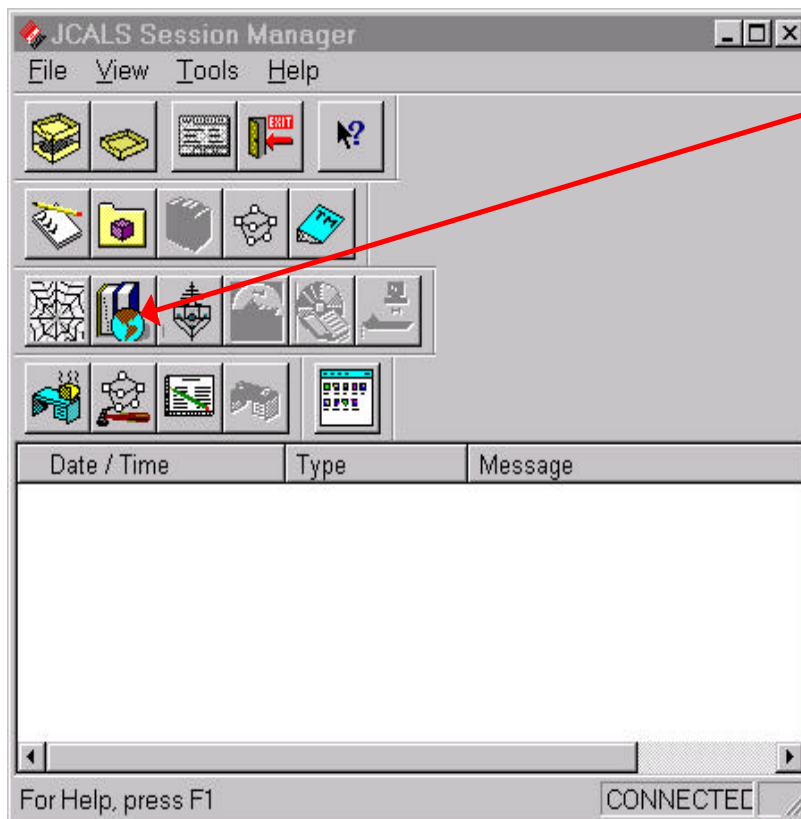 JCALS Session Manager
File View Tools Help
EXIT
?
TM
Date / Time Type Message
For Help, press F1 CONNECTED